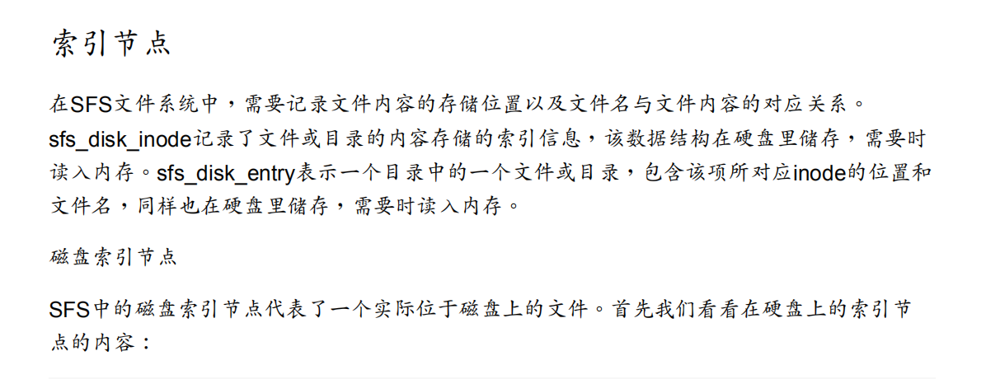 索引节点
在SFS文件系统中，需要记录文件内容的存储位置以及文件名与文件内容的对应关系。
sfs_disk_inode记录了文件或目录的内容存储的索引信息，该数据结构在硬盘里储存，需要时
读入内存。sfs_disk_entry表示一个目录中的一个文件或目录，包含该项所对应inode的位置和
文件名，同样也在硬盘里储存，需要时读入内存。
磁盘索引节点
SFS中的磁盘索引节点代表了一个实际位于磁盘上的文件。首先我们看看在硬盘上的索引节
点的内容：